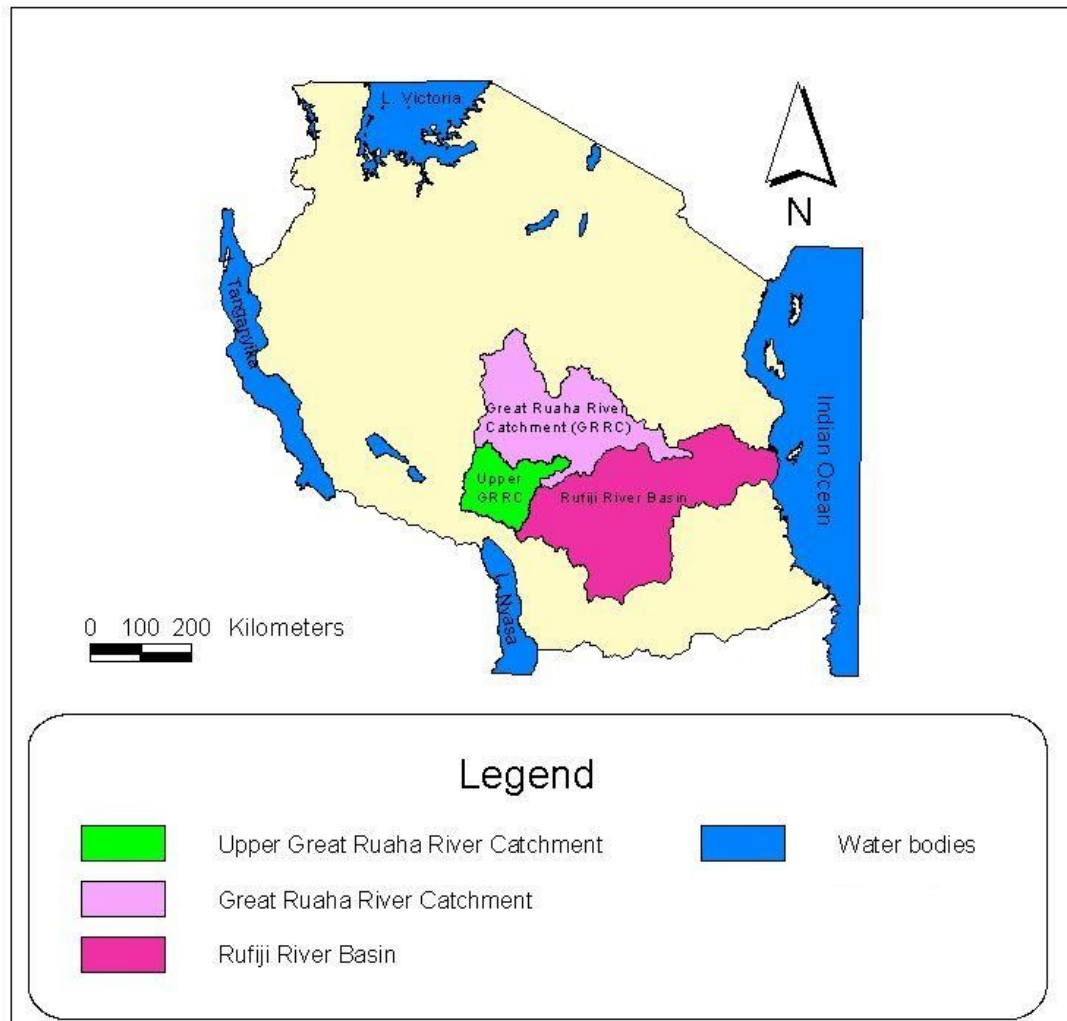 L. Victoria
N
Tanganyika
Great Ruaha River
Catchment (GRRC)
Upper
GRRC
Rufiji River Basin
Indian Ocean
L. Nyasa
0 100 200 Kilometers
Legend
Upper Great Ruaha River Catchment
Water bodies
Great Ruaha River Catchment
Rufiji River Basin